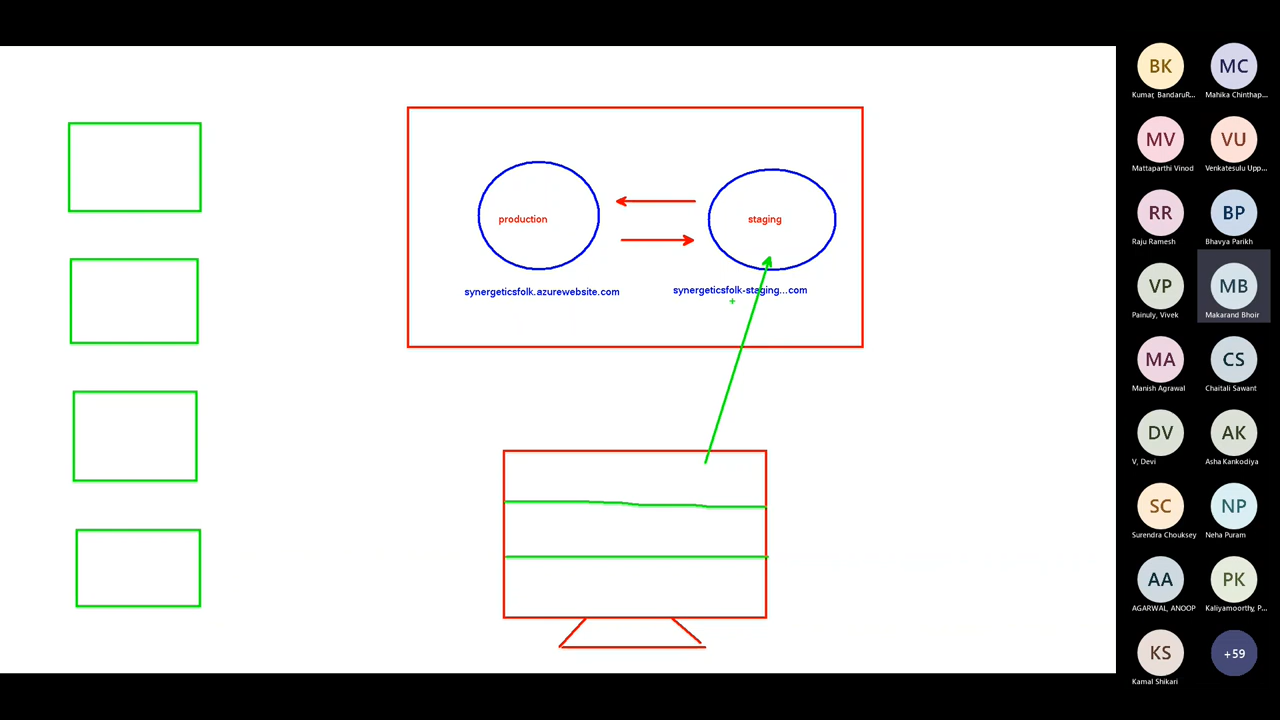 production
staging
synergeticsfolk.azurewebsite.com
synergeticsfolk-staging...com
BK
MC
Kumar, BandaruR...
Mahika Chinthap...
MV
VU
Mattaparthi Vinod
Venkatesulu Upp...
RR
BP
Raju Ramesh
Bhavya Parikh
VP
MB
Painuly, Vivek
Makarand Bhoir
MA
CS
Manish Agrawal
Chaitali Sawant
DV
AK
V, Devi
Asha Kankodiya
SC
NP
Surendra Chouksey
Neha Puram
AA
PK
AGARWAL, ANOOP
Kaliyamoorthy, P...
KS
+59
Kamal Shikari